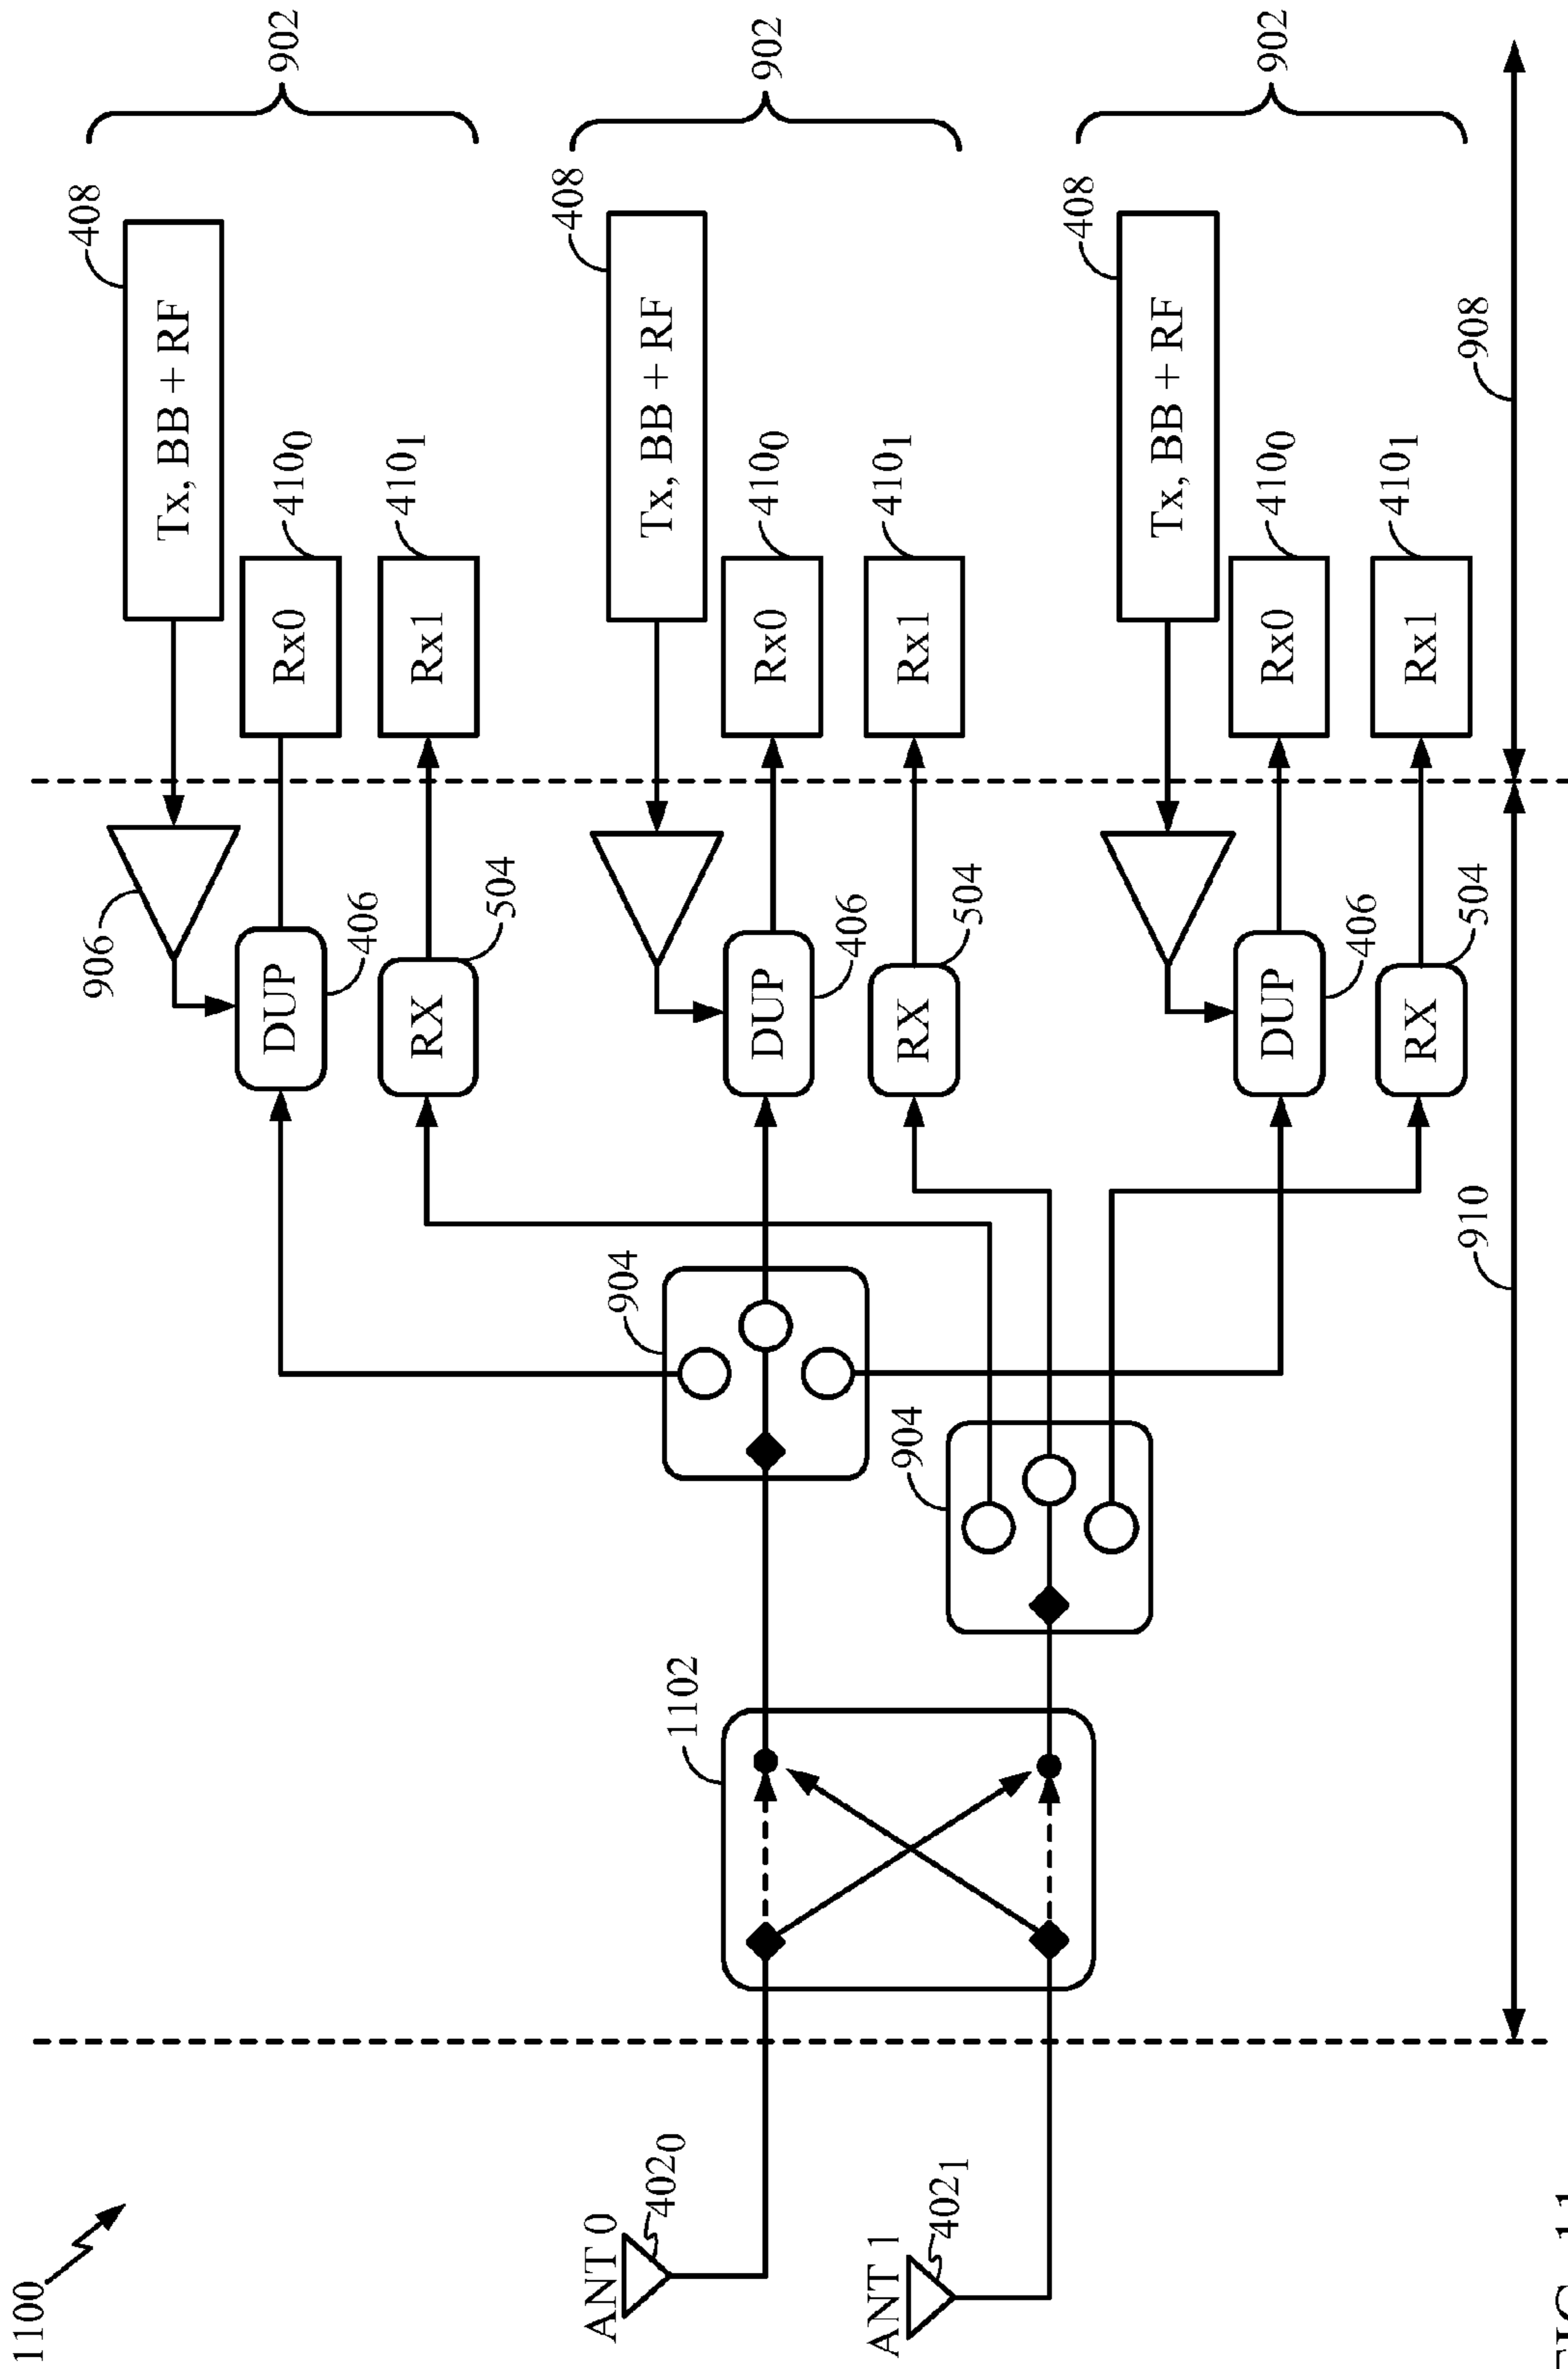 1100
902
902
902
408
Tx, BB + RF
408
Tx, BB + RF
408
Tx, BB + RF
906
DUP
406
Rx0
410₀
RX
504
Rx1
410₁
DUP
406
Rx0
410₀
RX
504
Rx1
410₁
DUP
406
Rx0
410₀
RX
504
Rx1
410₁
904
904
1102
ANT 0
402₀
ANT 1
402₁
910
908